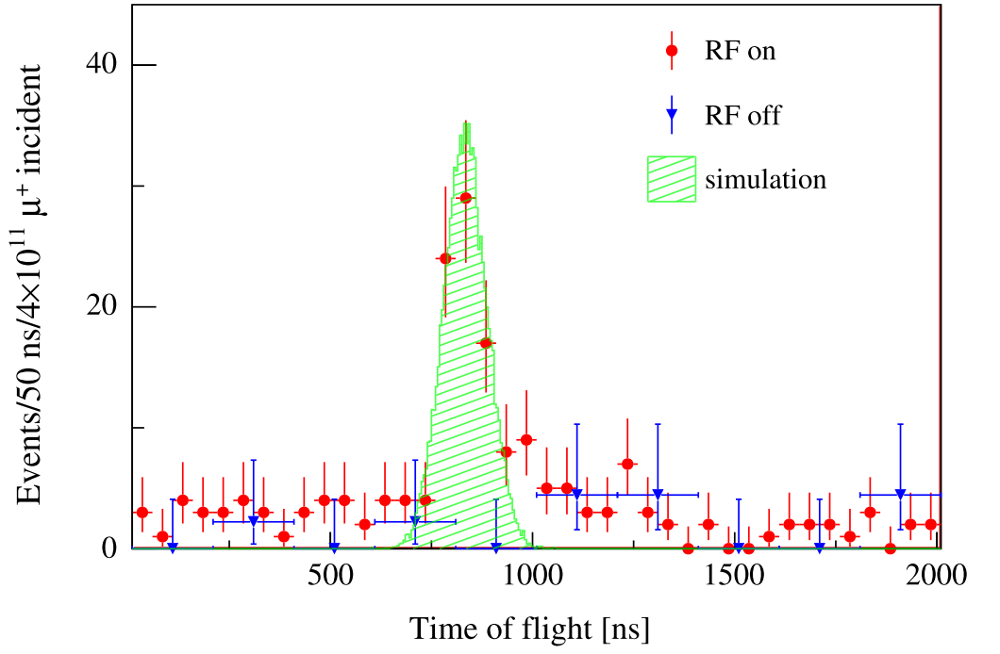 Events/50 ns/4×10¹¹ μ⁺ incident
40
20
0
RF on
RF off
simulation
500
1000
1500
2000
Time of flight [ns]